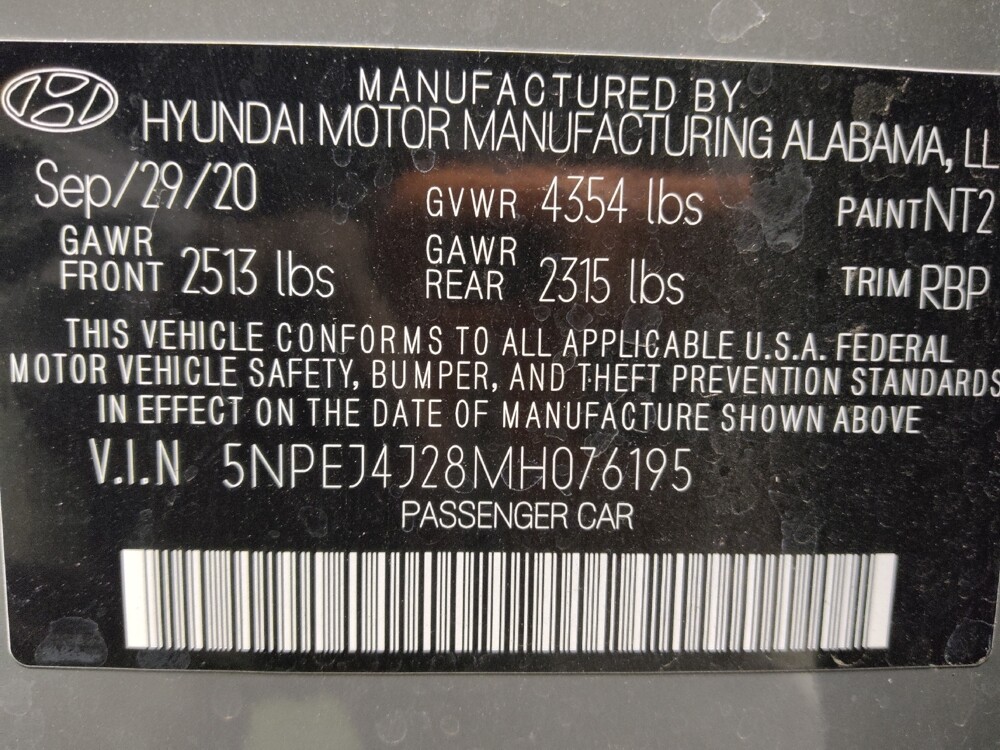 MANUFACTURED BY
HYUNDAI MOTOR MANUFACTURING ALABAMA, LL
Sep/29/20 GVWR 4354 lbs PAINT NT2
GAWR FRONT 2513 lbs GAWR REAR 2315 lbs TRIM RBP
THIS VEHICLE CONFORMS TO ALL APPLICABLE U.S.A. FEDERAL
MOTOR VEHICLE SAFETY, BUMPER, AND THEFT PREVENTION STANDARDS
IN EFFECT ON THE DATE OF MANUFACTURE SHOWN ABOVE
V.I.N 5NPEJ4J28MH076195
PASSENGER CAR